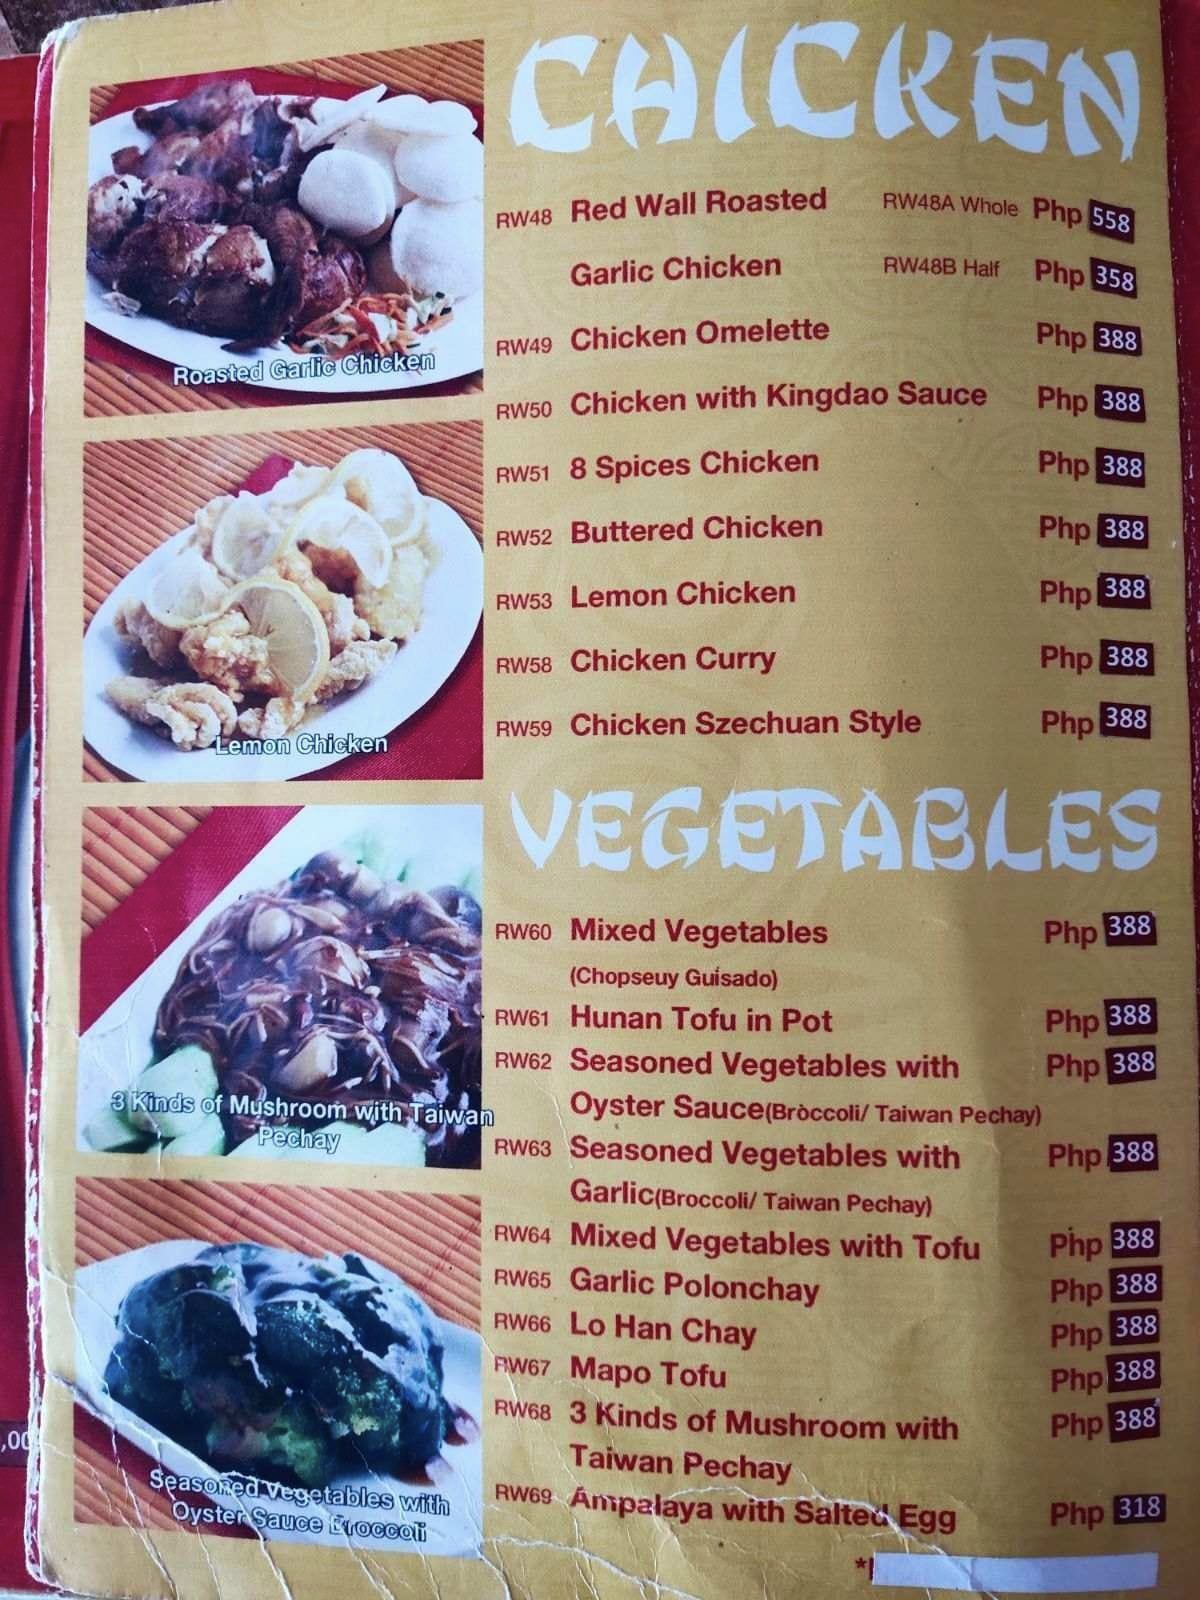 CHICKEN
RW48 Red Wall Roasted RW48A Whole Php 558
Garlic Chicken RW48B Half Php 358
RW49 Chicken Omelette Php 388
RW50 Chicken with Kingdao Sauce Php 388
RW51 8 Spices Chicken Php 388
RW52 Buttered Chicken Php 388
RW53 Lemon Chicken Php 388
RW58 Chicken Curry Php 388
RW59 Chicken Szechuan Style Php 388
Roasted Garlic Chicken
Lemon Chicken
VEGETABLES
RW60 Mixed Vegetables Php 388
(Chopseuy Guisado)
RW61 Hunan Tofu in Pot Php 388
RW62 Seasoned Vegetables with Php 388
Oyster Sauce(Broccoli/ Taiwan Pechay)
RW63 Seasoned Vegetables with Php 388
Garlic(Broccoli/ Taiwan Pechay)
RW64 Mixed Vegetables with Tofu Php 388
RW65 Garlic Polonchay Php 388
RW66 Lo Han Chay Php 388
RW67 Mapo Tofu Php 388
RW68 3 Kinds of Mushroom with Php 388
Taiwan Pechay
RW69 Ampalaya with Salted Egg Php 318
3 Kinds of Mushroom with Taiwan
Pechay
Seasoned Vegetables with
Oyster Sauce Broccoli